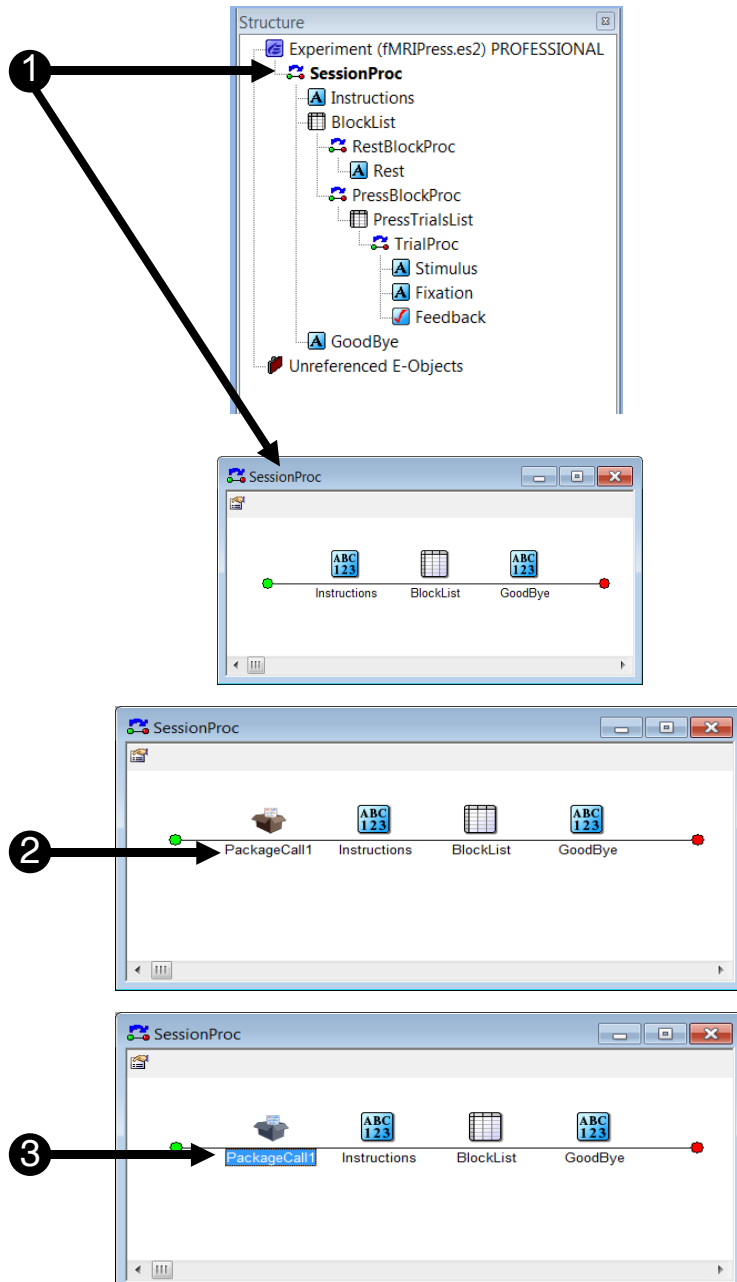 Structure
Experiment (fMRIPress.es2) PROFESSIONAL
1
SessionProc
A Instructions
BlockList
RestBlockProc
A Rest
PressBlockProc
PressTrialsList
TrialProc
A Stimulus
A Fixation
Feedback
A GoodBye
Unreferenced E-Objects
SessionProc
ABC 123 ABC 123
Instructions BlockList GoodBye
SessionProc
ABC 123 ABC 123
2
PackageCall1 Instructions BlockList GoodBye
SessionProc
ABC 123 ABC 123
3
PackageCall1 Instructions BlockList GoodBye